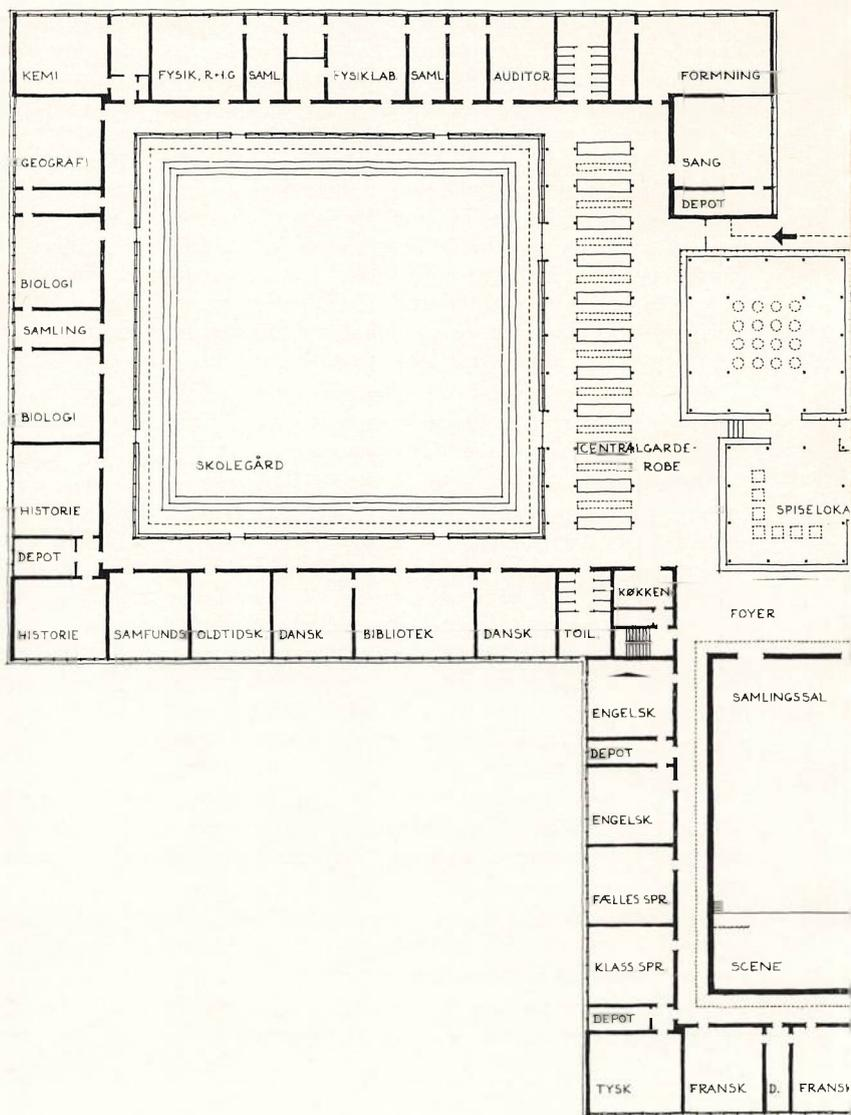 KEMI
FYSIK, R+I.G
SAML.
FYSIKLAB.
SAML.
AUDITOR.
FORMNING
GEOGRAFI
SANG
DEPOT
BIOLOGI
SAMLING
BIOLOGI
SKOLEGÅRD
CENTRALGARDE-
ROBE
HISTORIE
SPISELOKA
DEPOT
KØKKEN
FOYER
HISTORIE
SAMFUNDS
OLDTIDSK.
DANSK
BIBLIOTEK
DANSK
TOIL.
SAMLINGSSAL
ENGELSK
DEPOT
ENGELSK
FÆLLES SPR.
KLASS SPR.
SCENE
DEPOT
TYSK
FRANSK
D.
FRANS